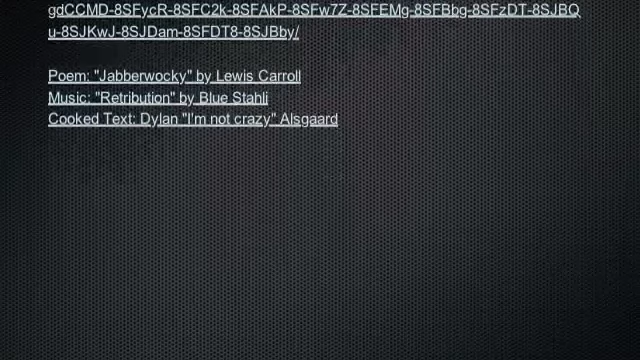 gdCCMD-8SFycR-8SFC2k-8SFAkP-8SFw7Z-8SFEMg-8SFBbg-8SFzDT-8SJBQ
u-8SJKwJ-8SJDam-8SFDT8-8SJBby/
Poem: "Jabberwocky" by Lewis Carroll
Music: "Retribution" by Blue Stahli
Cooked Text: Dylan "I'm not crazy" Alsgaard